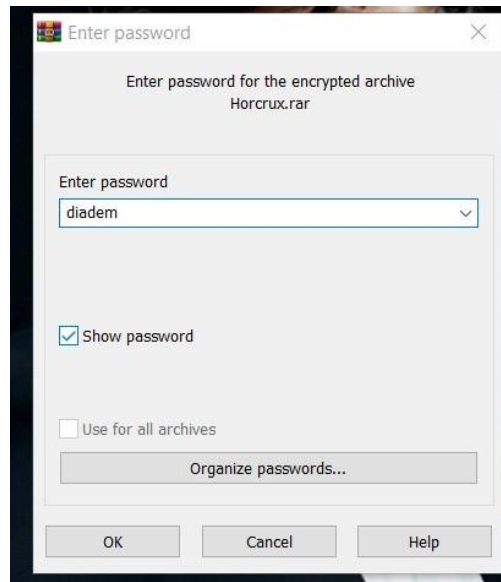 Enter password
Enter password for the encrypted archive
Horcrux.rar
Enter password
diadem
Show password
Use for all archives
Organize passwords...
OK
Cancel
Help